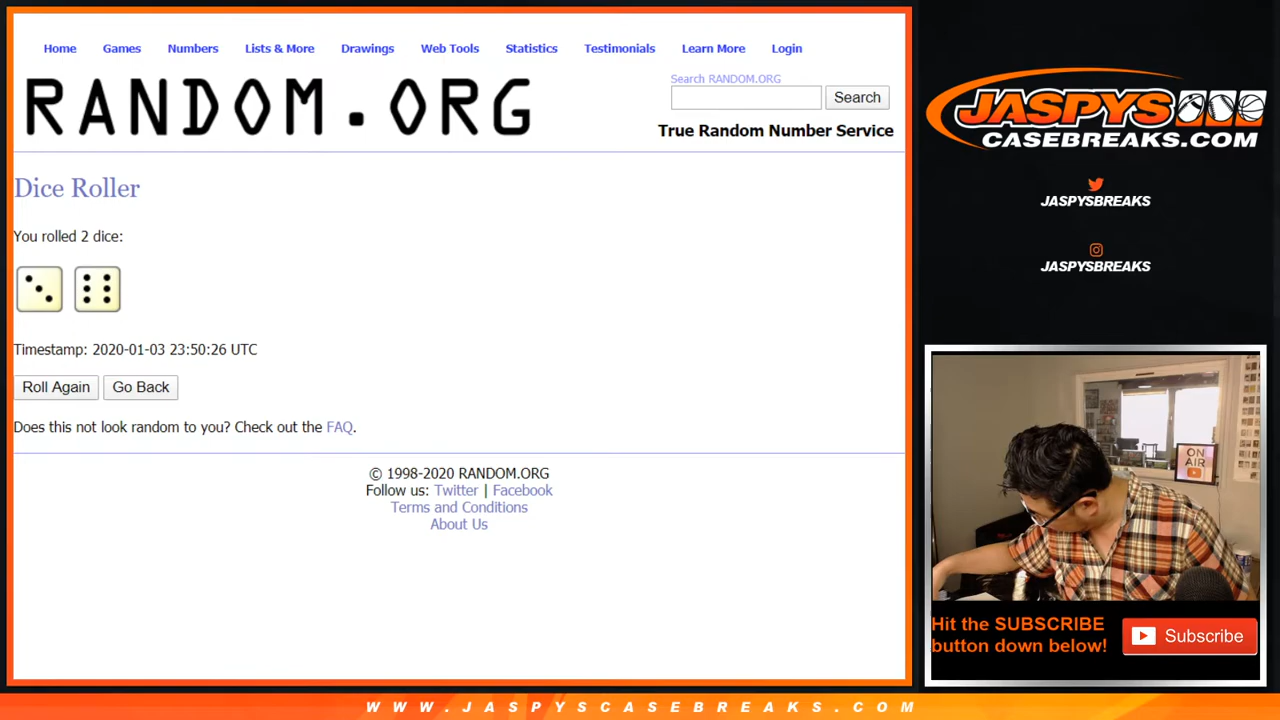 Home Games Numbers Lists & More Drawings Web Tools Statistics Testimonials Learn More Login
RANDOM.ORG
Search RANDOM.ORG
Search
True Random Number Service
Dice Roller
You rolled 2 dice:
Timestamp: 2020-01-03 23:50:26 UTC
Roll Again Go Back
Does this not look random to you? Check out the FAQ.
© 1998-2020 RANDOM.ORG
Follow us: Twitter | Facebook
Terms and Conditions
About Us
JASPYS
CASEBREAKS.COM
JASPYSBREAKS
JASPYSBREAKS
ON
AIR
Hit the SUBSCRIBE
button down below!
Subscribe
WWW.JASPYSCASEBREAKS.COM